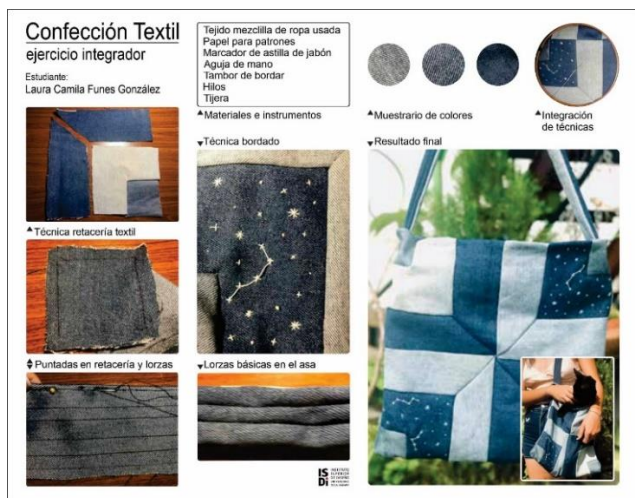 Confección Textil
ejercicio integrador
Estudiante:
Laura Camila Funes González
Tejido mezclilla de ropa usada
Papel para patrones
Marcador de astilla de jabón
Aguja de mano
Tambor de bordar
Hilos
Tijera
Materiales e instrumentos
Muestrario de colores
Integración
de técnicas
Técnica bordado
Resultado final
Técnica retacería textil
Puntadas en retacería y lorzas
Lorzas básicas en el asa
IS
Di